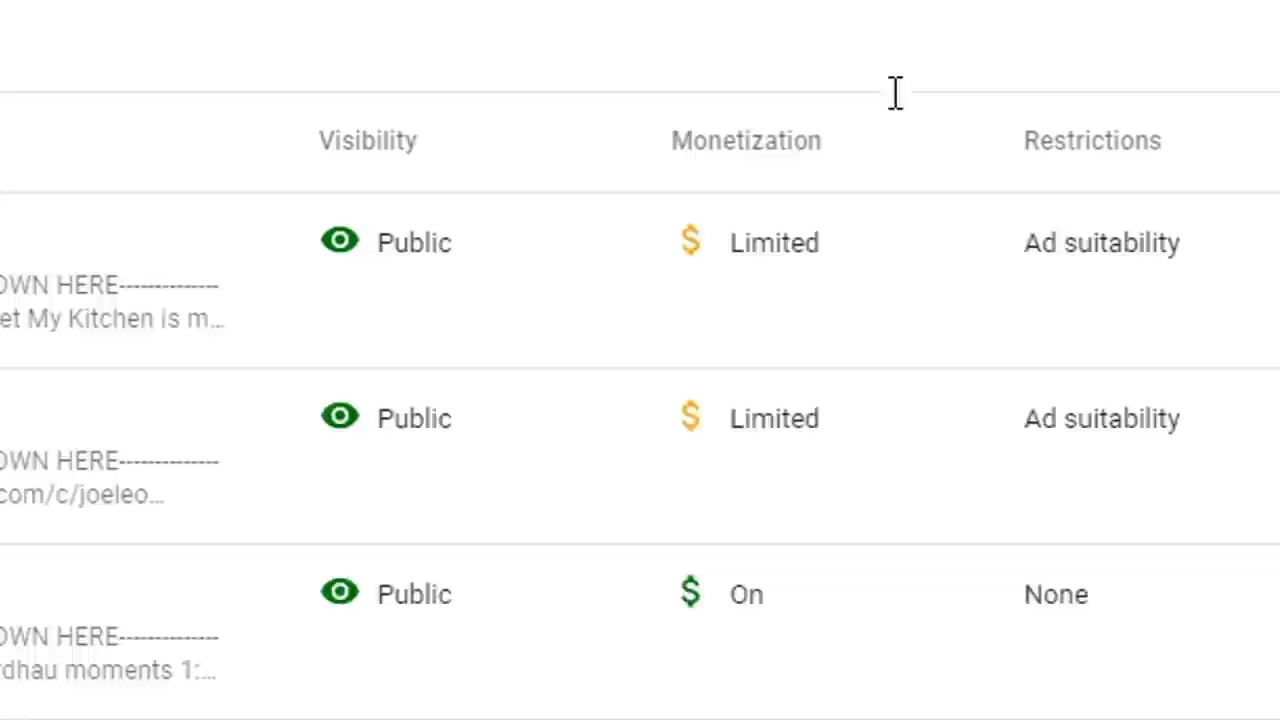 Visibility Monetization Restrictions
Public $ Limited Ad suitability
OWN HERE--------------
et My Kitchen is m...
Public $ Limited Ad suitability
OWN HERE--------------
com/c/joeleo...
Public $ On None
OWN HERE--------------
rdhau moments 1:...